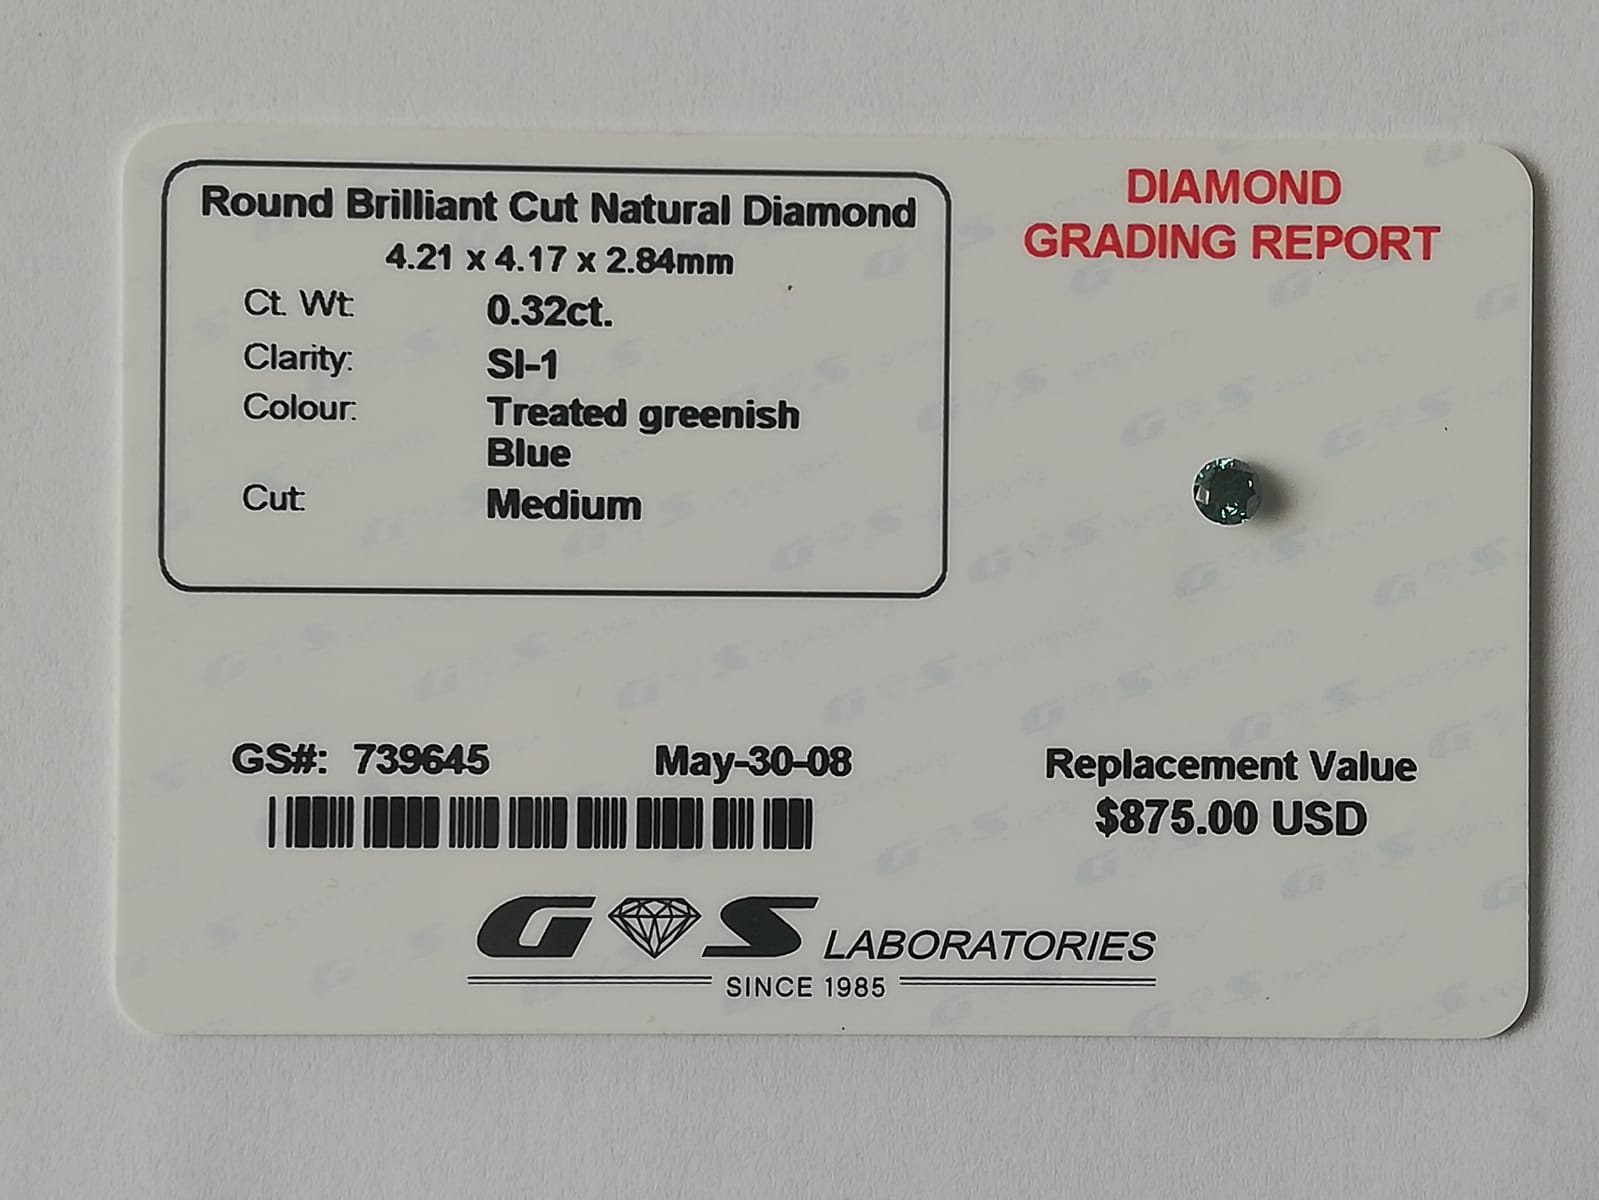 Round Brilliant Cut Natural Diamond
4.21 x 4.17 x 2.84mm
Ct. Wt: 0.32ct.
Clarity: SI-1
Colour: Treated greenish
Blue
Cut: Medium
DIAMOND
GRADING REPORT
GS#: 739645 May-30-08
Replacement Value
$875.00 USD
G S LABORATORIES
SINCE 1985